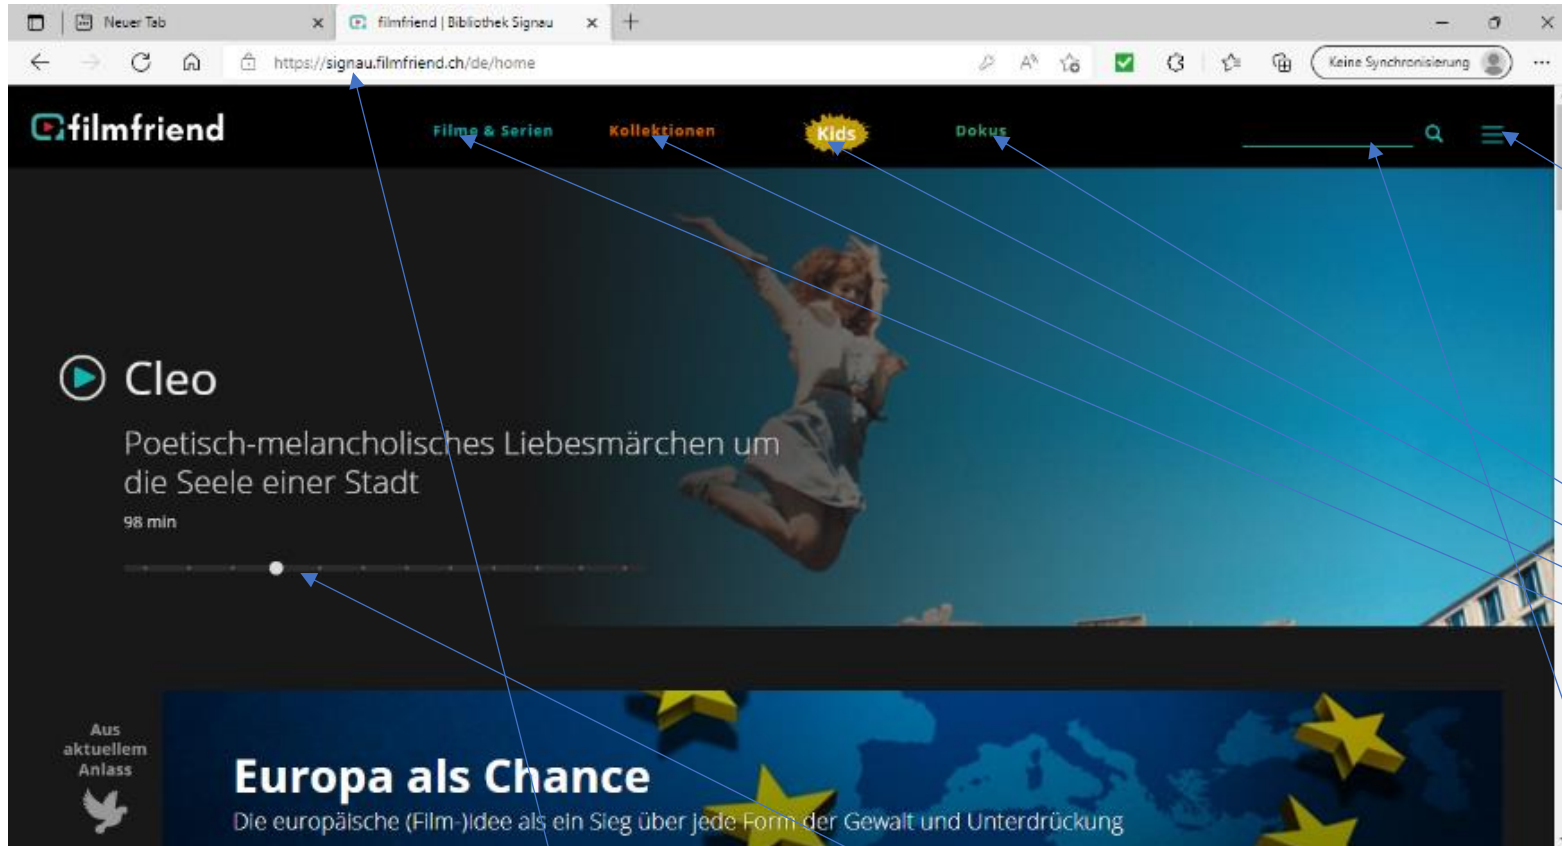 Neuer Tab
filmfriend | Bibliothek Signau
https://signau.filmfriend.ch/de/home
Keine Synchronisierung
filmfriend
Filme & Serien
Kollektionen
Kids
Dokus
Cleo
Poetisch-melancholisches Liebesmärchen um
die Seele einer Stadt
98 min
Aus
aktuellem
Anlass
Europa als Chance
Die europäische (Film-)Idee als ein Sieg über jede Form der Gewalt und Unterdrückung